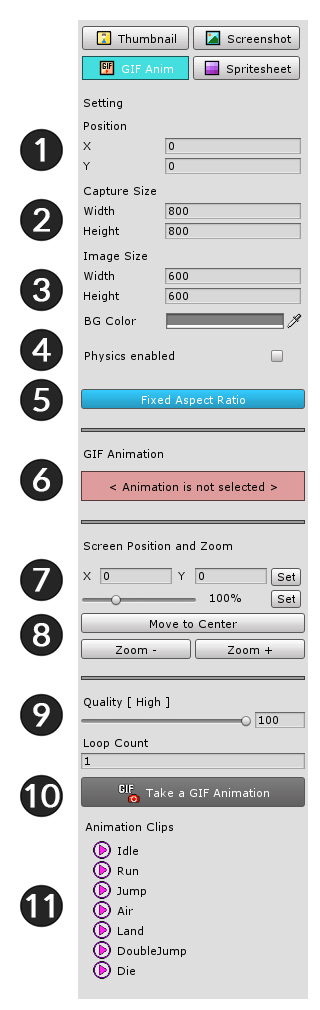 Thumbnail Screenshot
GIF GIF Anim Spritesheet
Setting
Position
1 X 0
Y 0
Capture Size
2 Width 800
Height 800
Image Size
3 Width 600
Height 600
BG Color
4 Physics enabled
5 Fixed Aspect Ratio
GIF Animation
6 < Animation is not selected >
Screen Position and Zoom
7 X 0 Y 0 Set
100% Set
8 Move to Center
Zoom - Zoom +
9 Quality [ High ]
100
Loop Count
1
10 GIF Take a GIF Animation
Animation Clips
Idle
Run
Jump
11 Air
Land
DoubleJump
Die